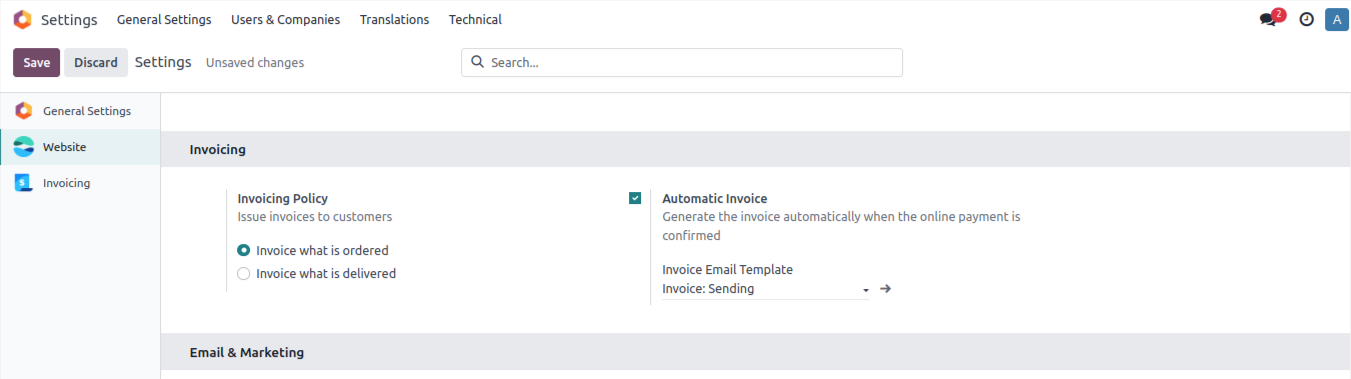 Settings General Settings Users & Companies Translations Technical 2 A
Save Discard Settings Unsaved changes Search...
General Settings
Website
Invoicing
Invoicing
Invoicing Policy
Issue invoices to customers
Invoice what is ordered
Invoice what is delivered
Automatic Invoice
Generate the invoice automatically when the online payment is
confirmed
Invoice Email Template
Invoice: Sending
Email & Marketing